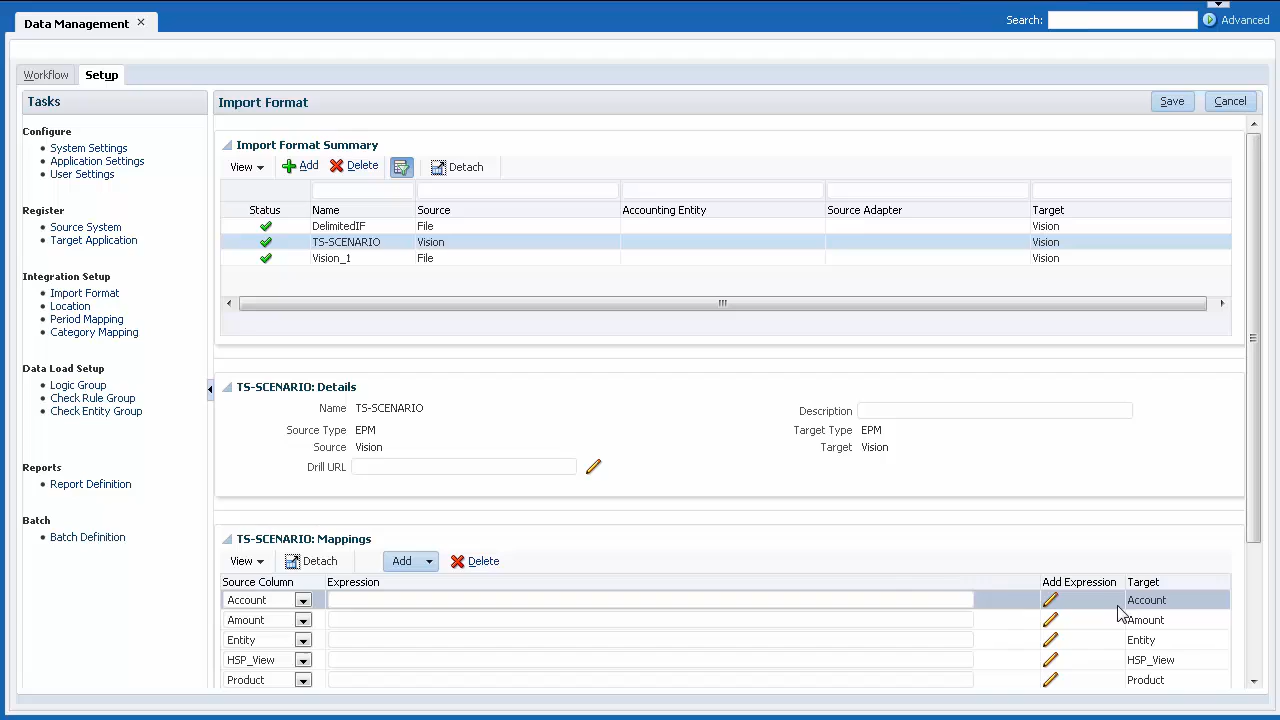 Data Management ×
Search:
Advanced
Workflow
Setup
Tasks
Configure
System Settings
Application Settings
User Settings
Register
Source System
Target Application
Integration Setup
Import Format
Location
Period Mapping
Category Mapping
Data Load Setup
Logic Group
Check Rule Group
Check Entity Group
Reports
Report Definition
Batch
Batch Definition
Import Format
Save
Cancel
Import Format Summary
View Add Delete Detach
Status Name Source Accounting Entity Source Adapter Target
DelimitedIF File Vision
TS-SCENARIO Vision Vision
Vision_1 File Vision
TS-SCENARIO: Details
Name TS-SCENARIO
Description
Source Type EPM
Target Type EPM
Source Vision
Target Vision
Drill URL
TS-SCENARIO: Mappings
View Detach Add Delete
Source Column Expression Add Expression Target
Account Account
Amount Amount
Entity Entity
HSP_View HSP_View
Product Product